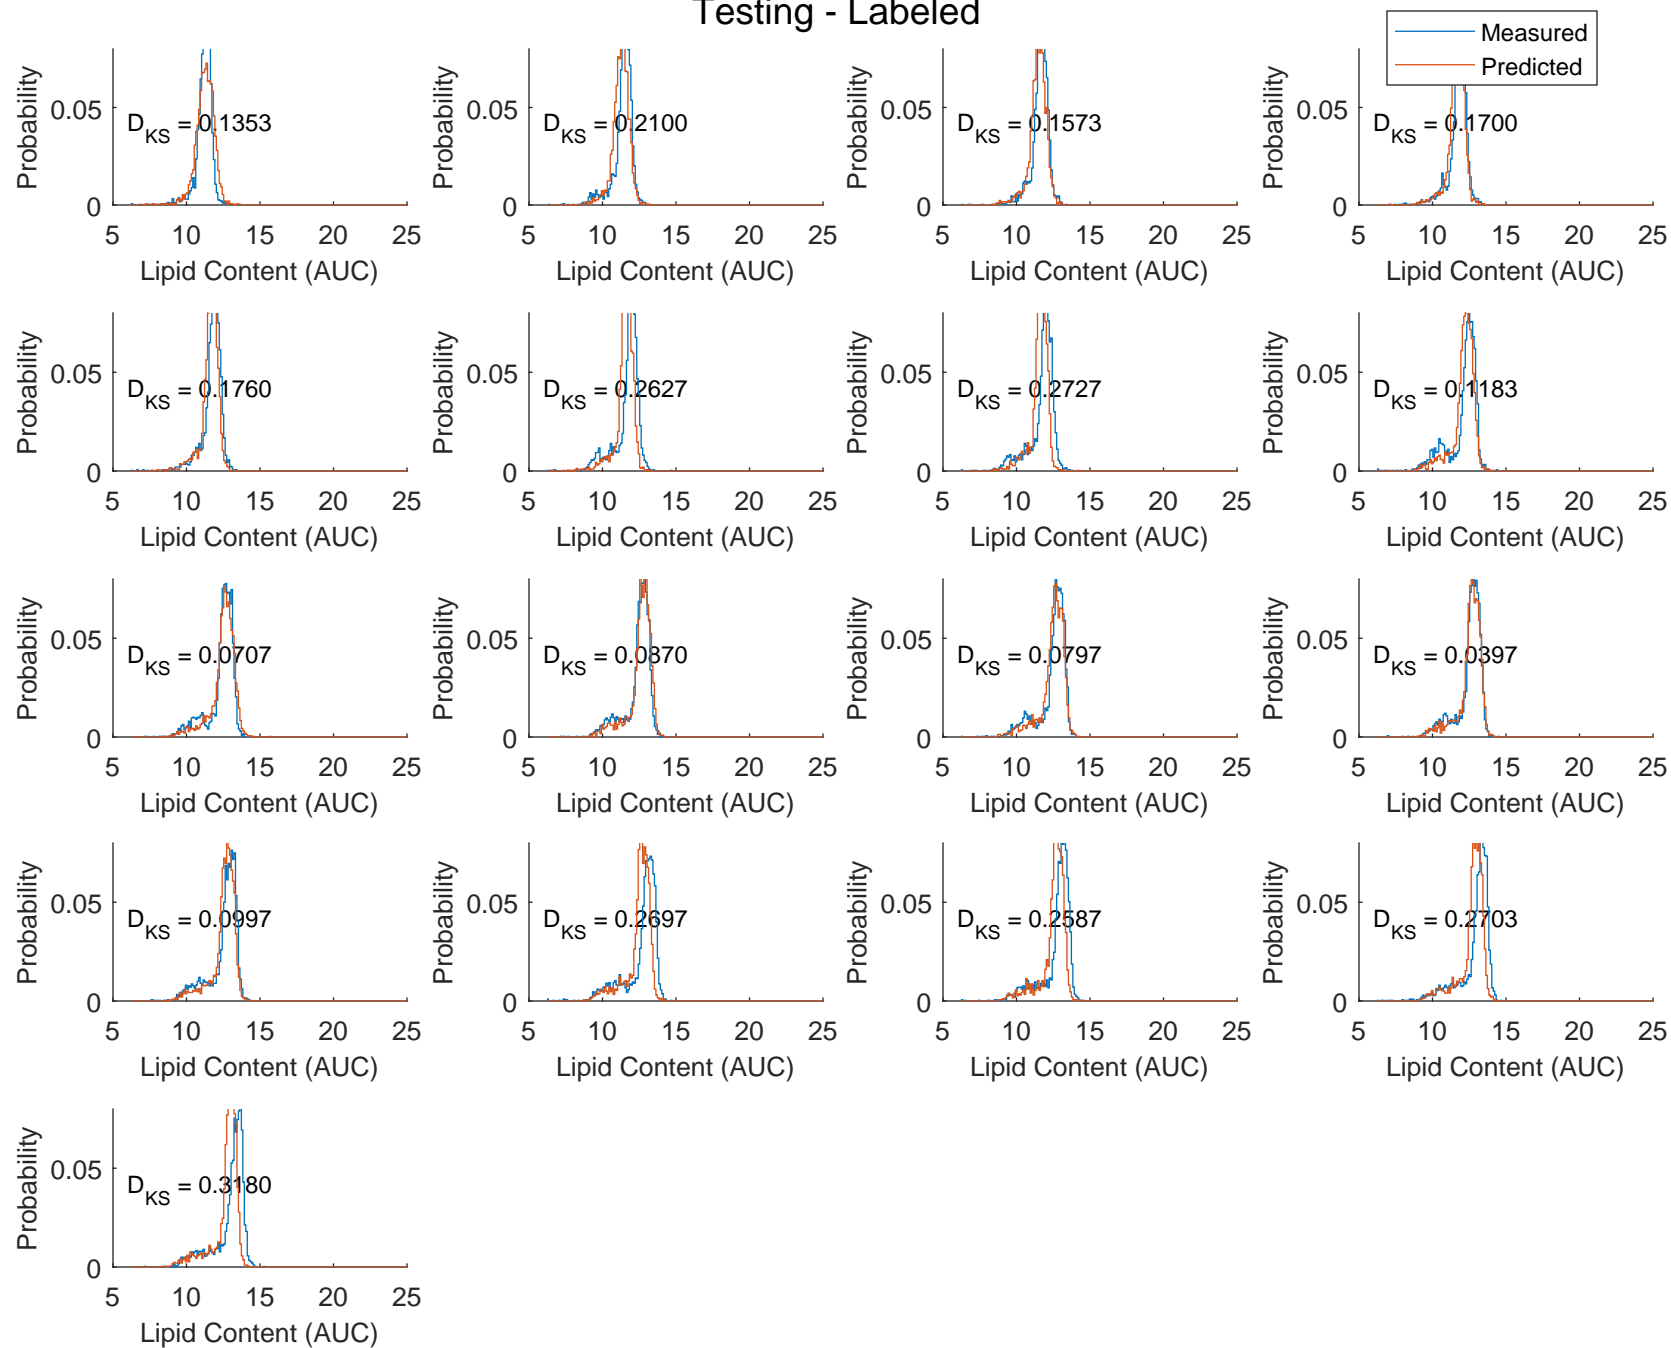 Testing - Labeled
Measured
Predicted
Probability
0.05
0
D_KS = 0.1353
5 10 15 20 25
Lipid Content (AUC)
Probability
0.05
0
D_KS = 0.2100
5 10 15 20 25
Lipid Content (AUC)
Probability
0.05
0
D_KS = 0.1573
5 10 15 20 25
Lipid Content (AUC)
Probability
0.05
0
D_KS = 0.1700
5 10 15 20 25
Lipid Content (AUC)
Probability
0.05
0
D_KS = 0.1760
5 10 15 20 25
Lipid Content (AUC)
Probability
0.05
0
D_KS = 0.2627
5 10 15 20 25
Lipid Content (AUC)
Probability
0.05
0
D_KS = 0.2727
5 10 15 20 25
Lipid Content (AUC)
Probability
0.05
0
D_KS = 0.1183
5 10 15 20 25
Lipid Content (AUC)
Probability
0.05
0
D_KS = 0.0707
5 10 15 20 25
Lipid Content (AUC)
Probability
0.05
0
D_KS = 0.0870
5 10 15 20 25
Lipid Content (AUC)
Probability
0.05
0
D_KS = 0.0797
5 10 15 20 25
Lipid Content (AUC)
Probability
0.05
0
D_KS = 0.0397
5 10 15 20 25
Lipid Content (AUC)
Probability
0.05
0
D_KS = 0.0997
5 10 15 20 25
Lipid Content (AUC)
Probability
0.05
0
D_KS = 0.2697
5 10 15 20 25
Lipid Content (AUC)
Probability
0.05
0
D_KS = 0.2587
5 10 15 20 25
Lipid Content (AUC)
Probability
0.05
0
D_KS = 0.2703
5 10 15 20 25
Lipid Content (AUC)
Probability
0.05
0
D_KS = 0.3180
5 10 15 20 25
Lipid Content (AUC)